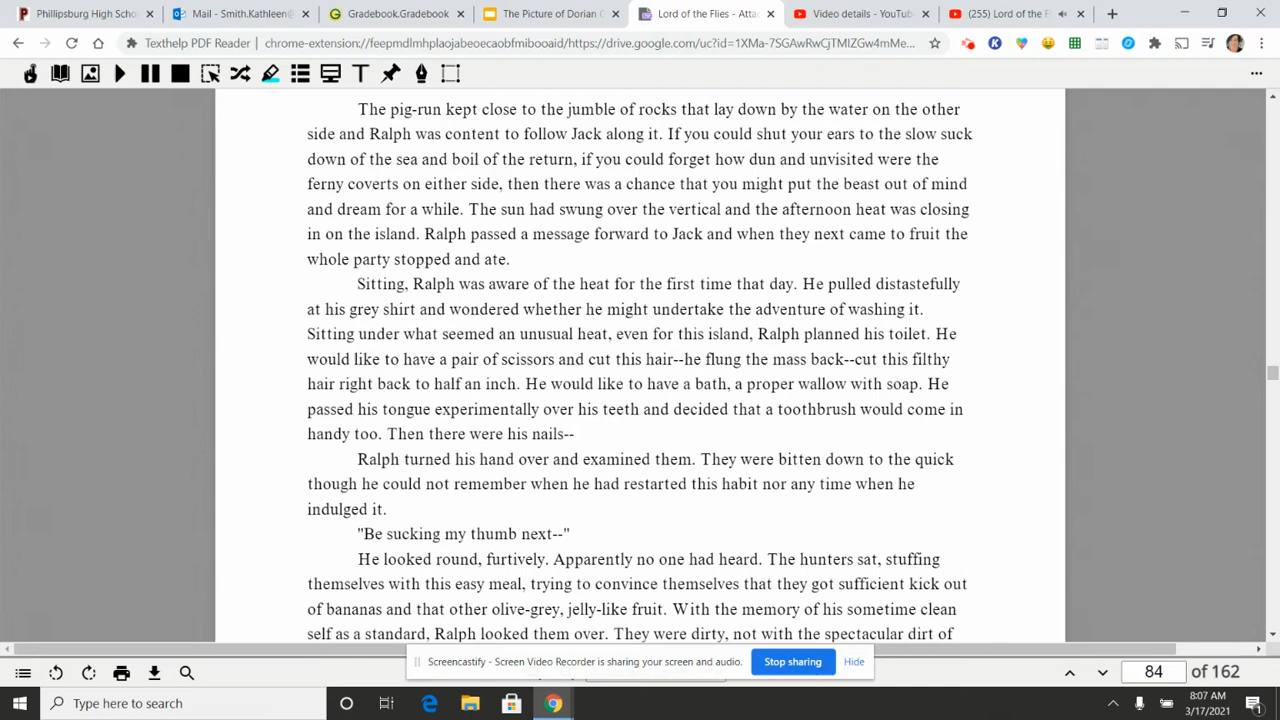 Phillipsburg High Scho
Mail - Smith.Kathleen@
Gradebook.Gradebook
The Picture of Dorian G
Lord of the Flies - Attac
Video details - YouTub
(255) Lord of the F
Texthelp PDF Reader | chrome-extension://feepmdlmhplaojabeoecaobfmibooaid/https://drive.google.com/uc?id=1XMa-7SGAwRwCjTMIZGw4mMe...
The pig-run kept close to the jumble of rocks that lay down by the water on the other
side and Ralph was content to follow Jack along it. If you could shut your ears to the slow suck
down of the sea and boil of the return, if you could forget how dun and unvisited were the
ferny coverts on either side, then there was a chance that you might put the beast out of mind
and dream for a while. The sun had swung over the vertical and the afternoon heat was closing
in on the island. Ralph passed a message forward to Jack and when they next came to fruit the
whole party stopped and ate.
Sitting, Ralph was aware of the heat for the first time that day. He pulled distastefully
at his grey shirt and wondered whether he might undertake the adventure of washing it.
Sitting under what seemed an unusual heat, even for this island, Ralph planned his toilet. He
would like to have a pair of scissors and cut this hair--he flung the mass back--cut this filthy
hair right back to half an inch. He would like to have a bath, a proper wallow with soap. He
passed his tongue experimentally over his teeth and decided that a toothbrush would come in
handy too. Then there were his nails--
Ralph turned his hand over and examined them. They were bitten down to the quick
though he could not remember when he had restarted this habit nor any time when he
indulged it.
"Be sucking my thumb next--"
He looked round, furtively. Apparently no one had heard. The hunters sat, stuffing
themselves with this easy meal, trying to convince themselves that they got sufficient kick out
of bananas and that other olive-grey, jelly-like fruit. With the memory of his sometime clean
self as a standard, Ralph looked them over. They were dirty, not with the spectacular dirt of
Screencastify - Screen Video Recorder is sharing your screen and audio.
Stop sharing
Hide
84 of 162
Type here to search
8:07 AM
3/17/2021